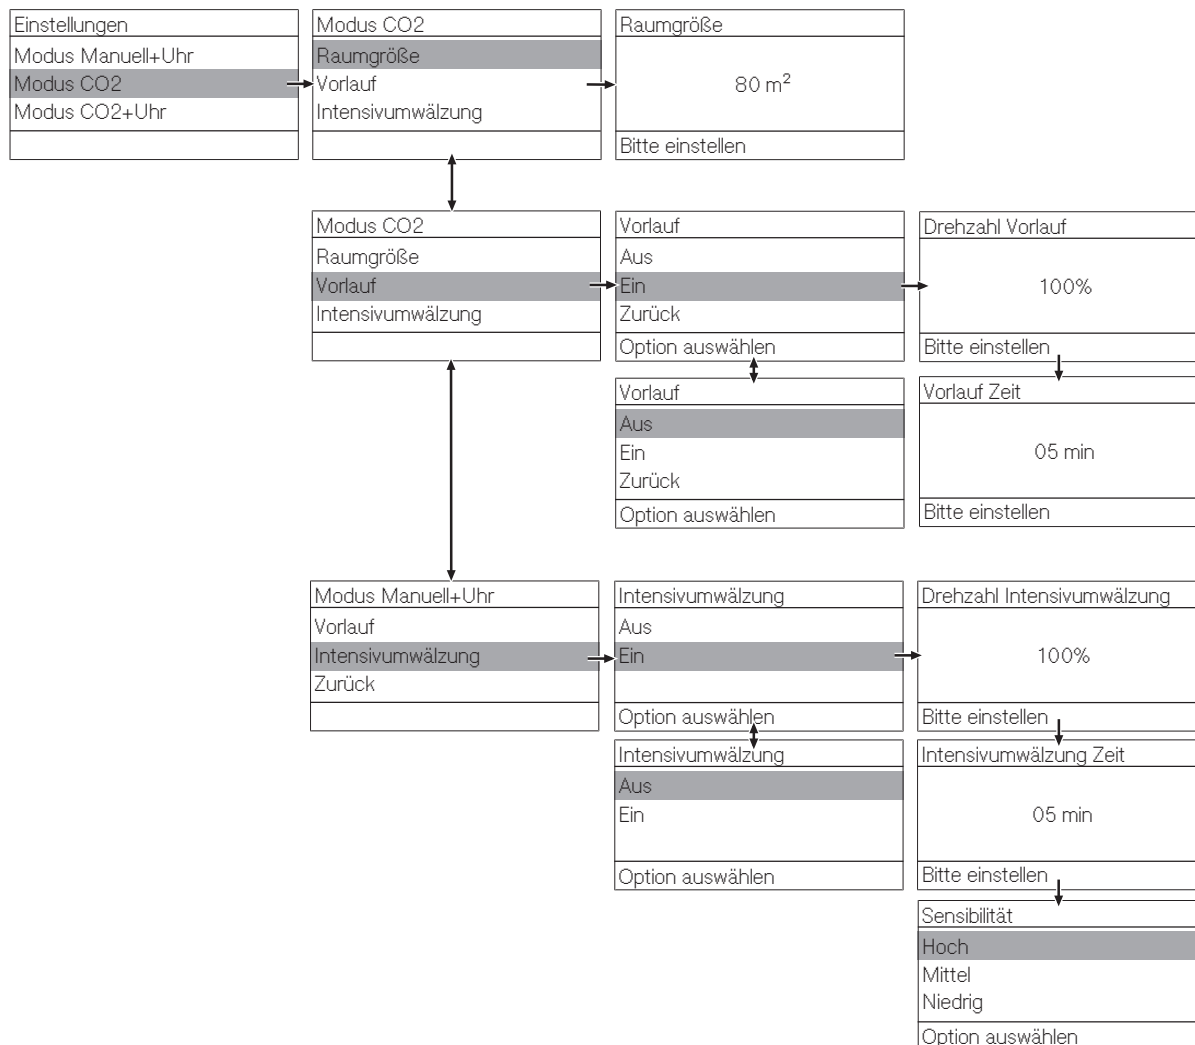 Einstellungen
Modus Manuell+Uhr
Modus CO2
Modus CO2+Uhr
Modus CO2
Raumgröße
Vorlauf
Intensivumwälzung
Raumgröße
80 m²
Bitte einstellen
Modus CO2
Raumgröße
Vorlauf
Intensivumwälzung
Vorlauf
Aus
Ein
Zurück
Option auswählen
Drehzahl Vorlauf
100%
Bitte einstellen
Vorlauf
Aus
Ein
Zurück
Option auswählen
Vorlauf Zeit
05 min
Bitte einstellen
Modus Manuell+Uhr
Vorlauf
Intensivumwälzung
Zurück
Intensivumwälzung
Aus
Ein
Option auswählen
Drehzahl Intensivumwälzung
100%
Bitte einstellen
Intensivumwälzung
Aus
Ein
Option auswählen
Intensivumwälzung Zeit
05 min
Bitte einstellen
Sensibilität
Hoch
Mittel
Niedrig
Option auswählen